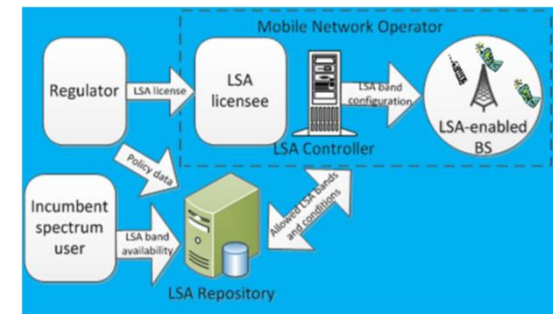 Mobile Network Operator
Regulator
LSA license
LSA
licensee
LSA Controller
LSA band
configuration
LSA-enabled
BS
Policy data
Incumbent
spectrum
user
LSA band
availability
LSA Repository
Allowed LSA bands
and conditions